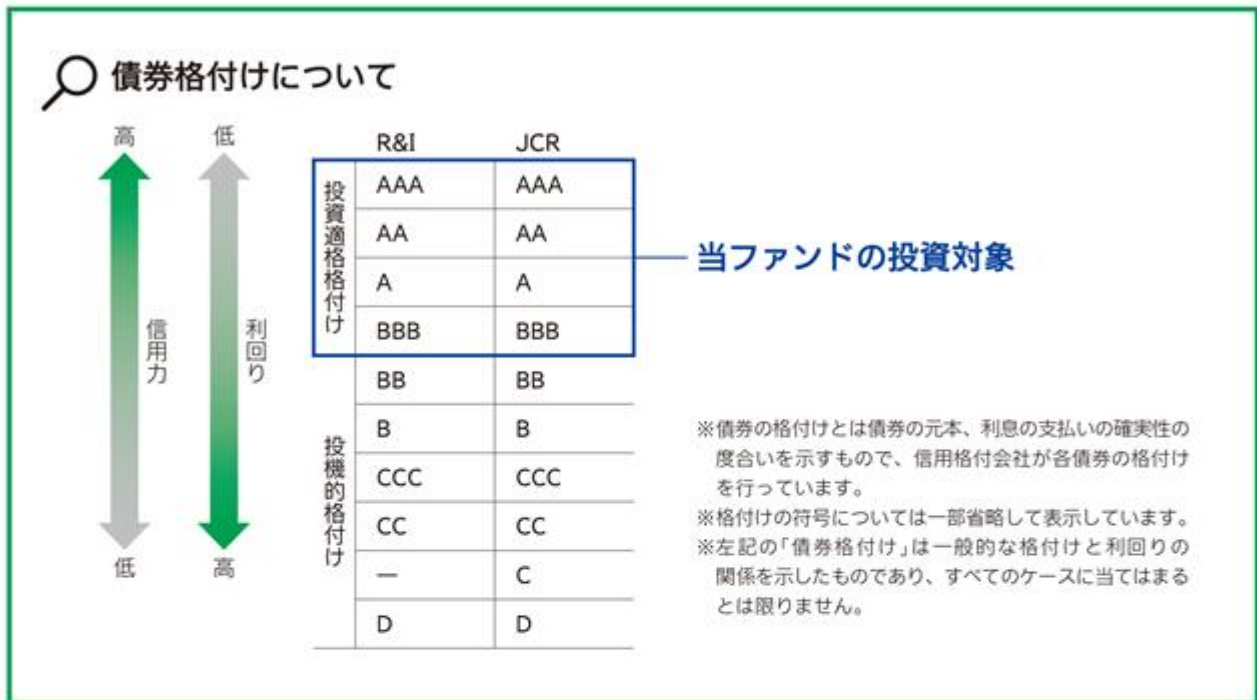 債券格付けについて
高
低
信用力
利回り
低
高
R&I JCR
投資適格格付け
AAA AAA
AA AA
A A
BBB BBB
投機的格付け
BB BB
B B
CCC CCC
CC CC
— C
D D
当ファンドの投資対象
※債券の格付けとは債券の元本、利息の支払いの確実性の
度合いを示すもので、信用格付会社が各債券の格付け
を行っています。
※格付けの符号については一部省略して表示しています。
※左記の「債券格付け」は一般的な格付けと利回りの
関係を示したものであり、すべてのケースに当てはまる
とは限りません。